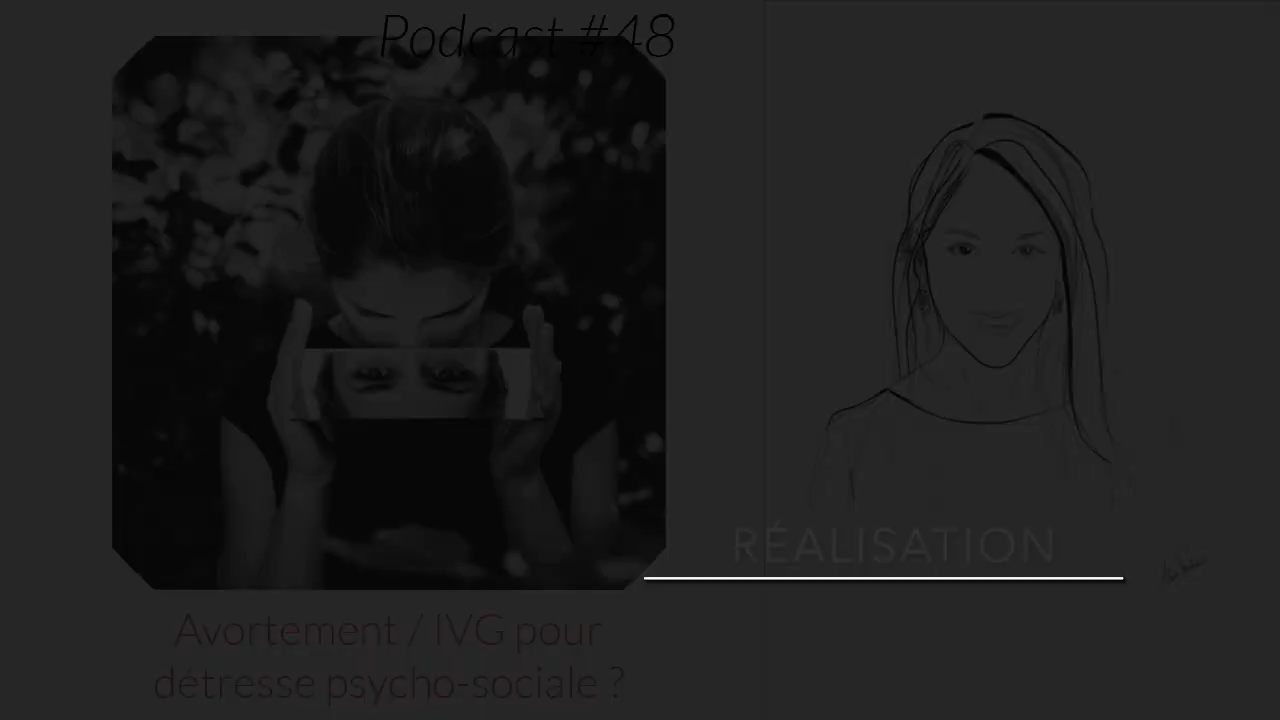 Podcast #48
RÉALISATION
Avortement / IVG pour
détresse psycho-sociale ?